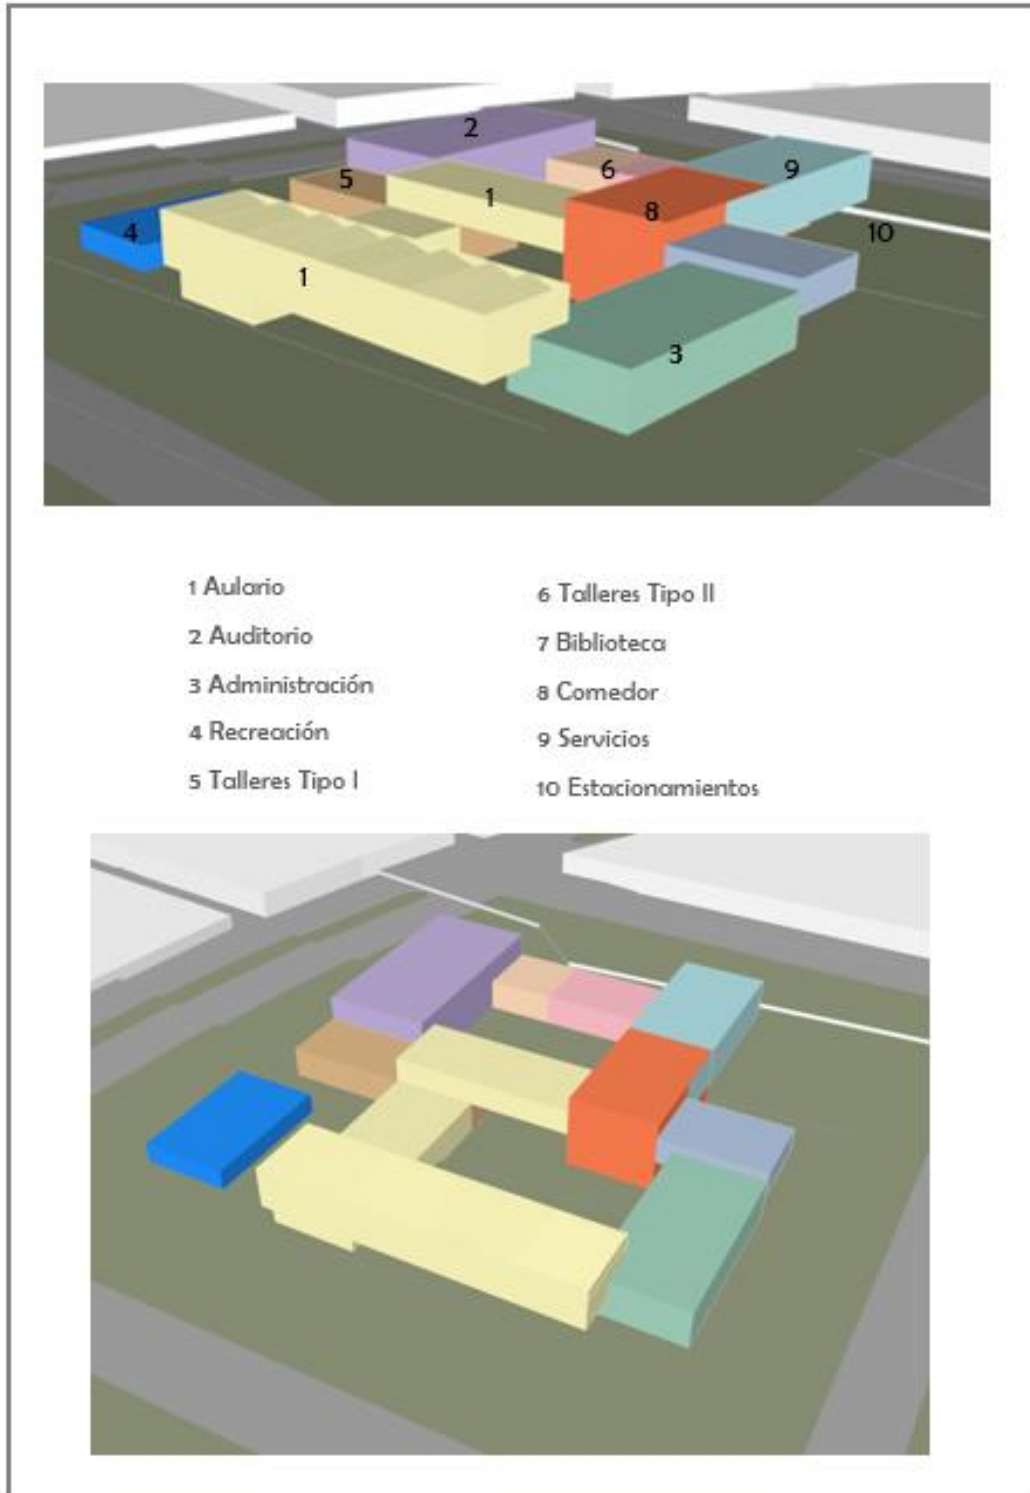 2
6
9
5
1
8
4
10
1
3
1 Aulario
2 Auditorio
3 Administración
4 Recreación
5 Talleres Tipo I
6 Talleres Tipo II
7 Biblioteca
8 Comedor
9 Servicios
10 Estacionamientos